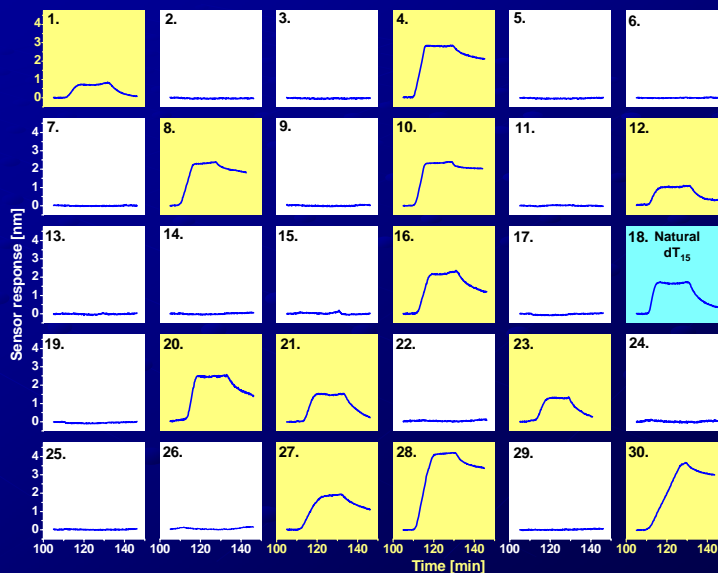 Sensor response [nm]
1. 2. 3. 4. 5. 6.
4
3
2
1
0
7. 8. 9. 10. 11. 12.
4
3
2
1
0
13. 14. 15. 16. 17. 18. Natural
dT15
4
3
2
1
0
19. 20. 21. 22. 23. 24.
4
3
2
1
0
25. 26. 27. 28. 29. 30.
4
3
2
1
0
100 120 140 100 120 140 100 120 140 100 120 140 100 120 140 100 120 140
Time [min]